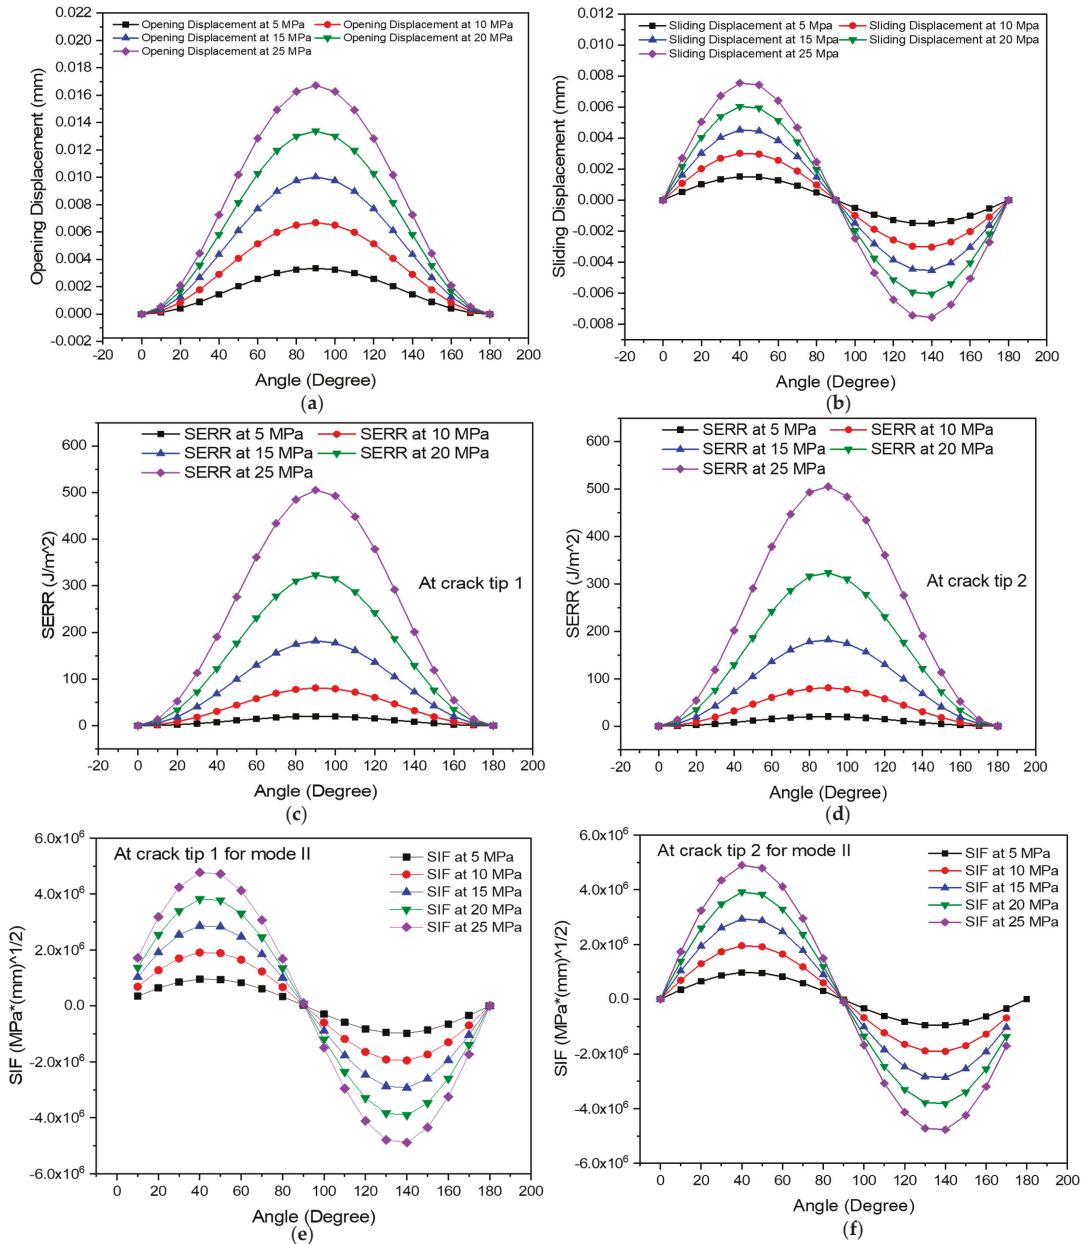 Opening Displacement at 5 MPa
Opening Displacement at 10 MPa
Opening Displacement at 15 MPa
Opening Displacement at 20 MPa
Opening Displacement at 25 MPa
0.022
0.020
0.018
0.016
0.014
0.012
0.010
0.008
0.006
0.004
0.002
0.000
-0.002
Opening Displacement (mm)
-20 0 20 40 60 80 100 120 140 160 180 200
Angle (Degree)
(a)
Sliding Displacement at 5 Mpa
Sliding Displacement at 10 Mpa
Sliding Displacement at 15 Mpa
Sliding Displacement at 20 Mpa
Sliding Displacement at 25 Mpa
0.012
0.010
0.008
0.006
0.004
0.002
0.000
-0.002
-0.004
-0.006
-0.008
Sliding Displacement (mm)
-20 0 20 40 60 80 100 120 140 160 180 200
Angle (Degree)
(b)
SERR at 5 MPa
SERR at 10 MPa
SERR at 15 MPa
SERR at 20 MPa
SERR at 25 MPa
600
500
400
300
200
100
0
SERR (J/m^2)
At crack tip 1
-20 0 20 40 60 80 100 120 140 160 180 200
Angle (Degree)
(c)
SERR at 5 MPa
SERR at 10 MPa
SERR at 15 MPa
SERR at 20 MPa
SERR at 25 MPa
600
500
400
300
200
100
0
SERR (J/m^2)
At crack tip 2
-20 0 20 40 60 80 100 120 140 160 180 200
Angle (Degree)
(d)
At crack tip 1 for mode II
SIF at 5 MPa
SIF at 10 MPa
SIF at 15 MPa
SIF at 20 MPa
SIF at 25 MPa
6.0x10^6
4.0x10^6
2.0x10^6
0.0
-2.0x10^6
-4.0x10^6
-6.0x10^6
SIF (MPa*(mm)^1/2)
0 20 40 60 80 100 120 140 160 180 200
Angle (Degree)
(e)
At crack tip 2 for mode II
SIF at 5 MPa
SIF at 10 MPa
SIF at 15 MPa
SIF at 20 MPa
SIF at 25 MPa
6.0x10^6
4.0x10^6
2.0x10^6
0.0
-2.0x10^6
-4.0x10^6
-6.0x10^6
SIF (MPa*(mm)^1/2)
0 20 40 60 80 100 120 140 160 180 200
Angle (Degree)
(f)